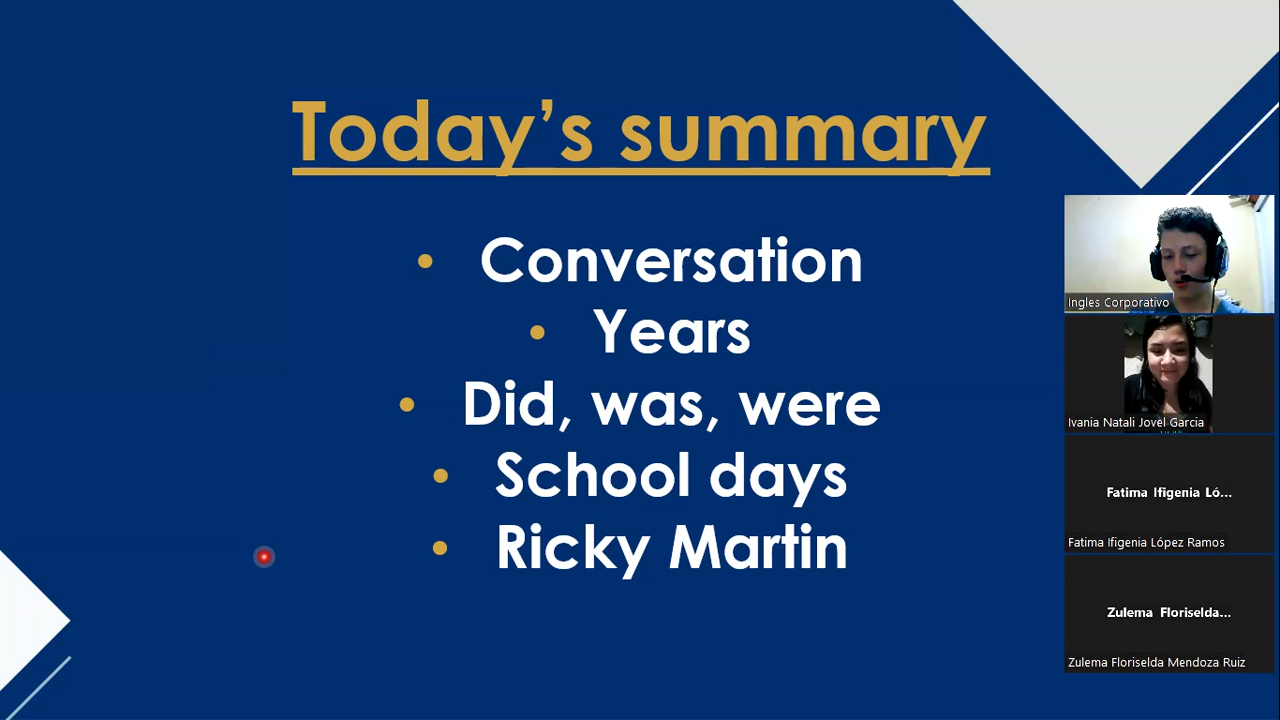 Today's summary
• Conversation
• Years
• Did, was, were
• School days
• Ricky Martin
Ingles Corporativo
Ivania Natali Jovel Garcia
Fatima Ifigenia Ló...
Fatima Ifigenia López Ramos
Zulema Floriselda...
Zulema Floriselda Mendoza Ruiz